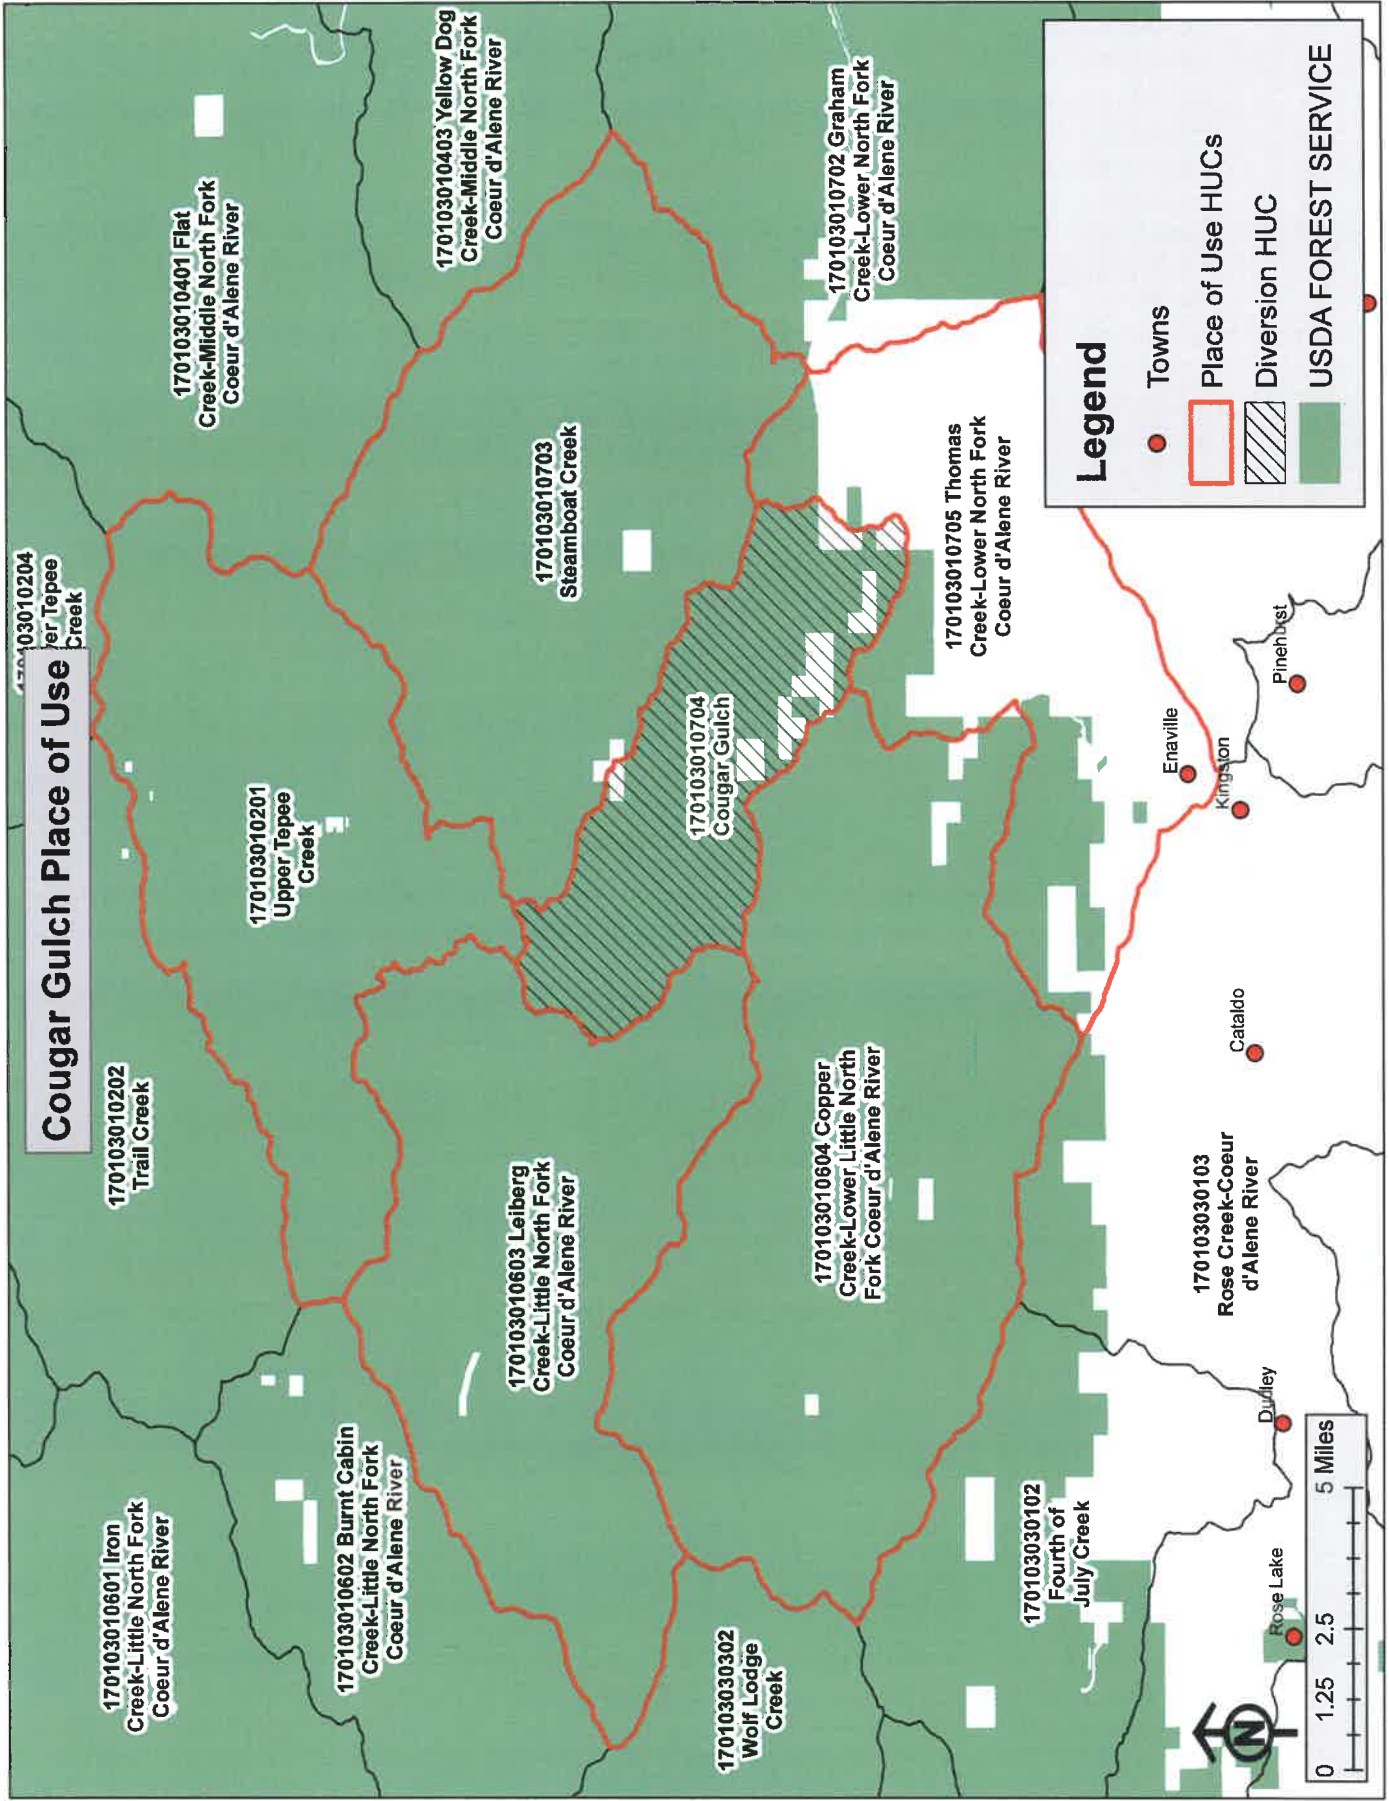 Cougar Gulch Place of Use
03010204
ver Tepee
Creek
170103010601 Iron
Creek-Little North Fork
Coeur d'Alene River
170103010202
Trail Creek
170103010401 Flat
Creek-Middle North Fork
Coeur d'Alene River
170103010201
Upper Tepee
Creek
170103010602 Burnt Cabin
Creek-Little North Fork
Coeur d'Alene River
170103010403 Yellow Dog
Creek-Middle North Fork
Coeur d'Alene River
170103010603 Leiberg
Creek-Little North Fork
Coeur d'Alene River
170103010703
Steamboat Creek
170103010704
Cougar Gulch
170103030302
Wolf Lodge
Creek
170103010604 Copper
Creek-Lower Little North
Fork Coeur d'Alene River
170103010702 Graham
Creek-Lower North Fork
Coeur d'Alene River
170103010705 Thomas
Creek-Lower North Fork
Coeur d'Alene River
170103030102
Fourth of
July Creek
170103030103
Rose Creek-Coeur
d'Alene River
Enaville
Kingston
Pinehurst
Cataldo
Dudley
Rose Lake
N
0 1.25 2.5 5 Miles
Legend
Towns
Place of Use HUCs
Diversion HUC
USDA FOREST SERVICE